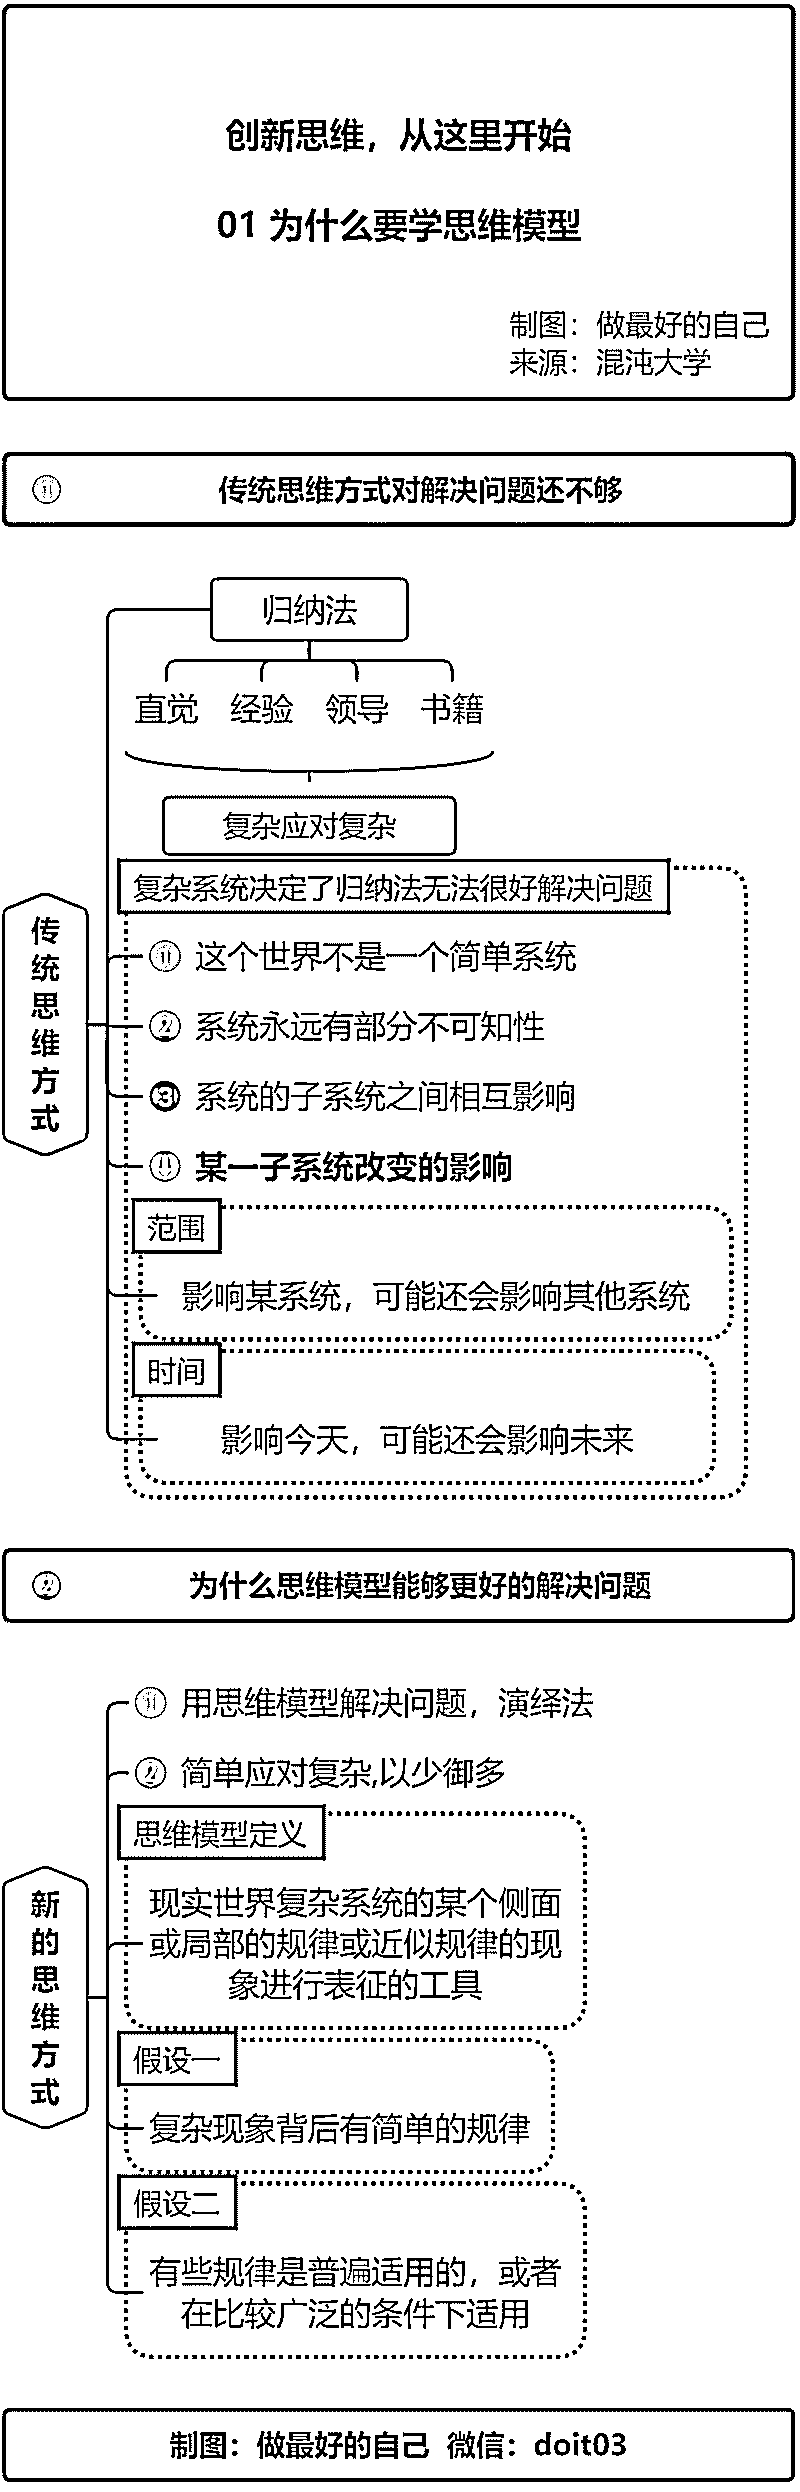 创新思维，从这里开始
01 为什么要学思维模型
制图：做最好的自己
来源：混沌大学
① 传统思维方式对解决问题还不够
传统思维方式
归纳法
直觉 经验 领导 书籍
复杂应对复杂
复杂系统决定了归纳法无法很好解决问题
① 这个世界不是一个简单系统
② 系统永远有部分不可知性
③ 系统的子系统之间相互影响
④ 某一子系统改变的影响
范围
影响某系统，可能还会影响其他系统
时间
影响今天，可能还会影响未来
② 为什么思维模型能够更好的解决问题
新的思维方式
① 用思维模型解决问题，演绎法
② 简单应对复杂,以少御多
思维模型定义
现实世界复杂系统的某个侧面
或局部的规律或近似规律的现
象进行表征的工具
假设一
复杂现象背后有简单的规律
假设二
有些规律是普遍适用的，或者
在比较广泛的条件下适用
制图：做最好的自己 微信：doit03